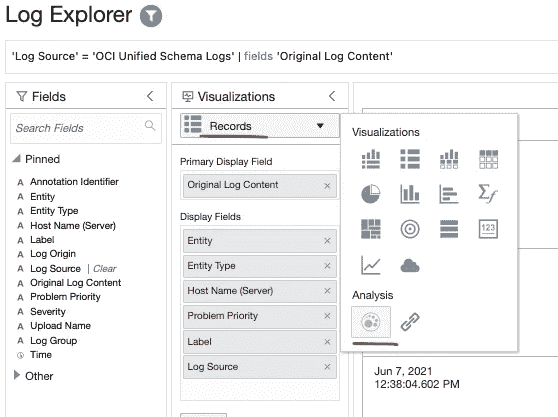 Log Explorer
'Log Source' = 'OCI Unified Schema Logs' | fields 'Original Log Content'
Fields
Search Fields
Pinned
A Annotation Identifier
A Entity
A Entity Type
A Host Name (Server)
A Label
A Log Origin
A Log Source | Clear
A Original Log Content
A Problem Priority
A Severity
A Upload Name
A Log Group
Time
Other
Visualizations
Records
Primary Display Field
Original Log Content ×
Display Fields
Entity ×
Entity Type ×
Host Name (Server) ×
Problem Priority ×
Label ×
Log Source ×
Visualizations
Σf
123
Analysis
Jun 7, 2021
12:38:04.602 PM